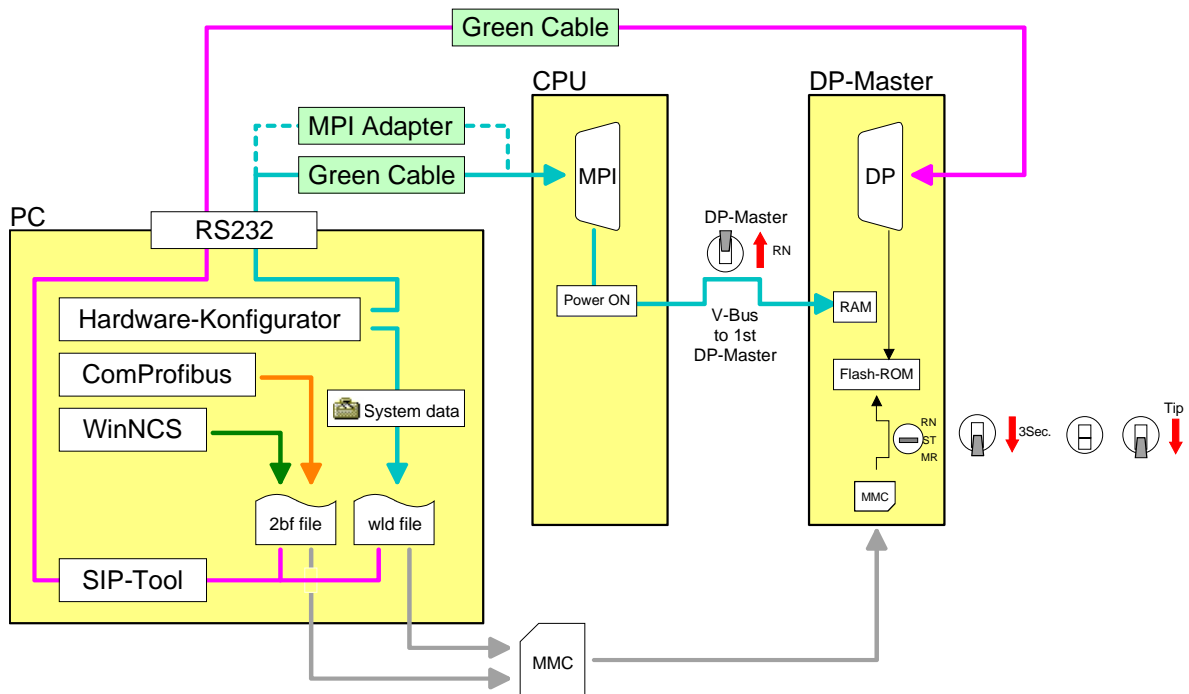 Green Cable
CPU
DP-Master
MPI Adapter
Green Cable
MPI
DP
PC
RS232
DP-Master
RN
Hardware-Konfigurator
Power ON
RAM
V-Bus
to 1st
DP-Master
ComProfibus
Flash-ROM
System data
WinNCS
RN
ST
MR
3Sec.
Tip
MMC
2bf file
wld file
SIP-Tool
MMC